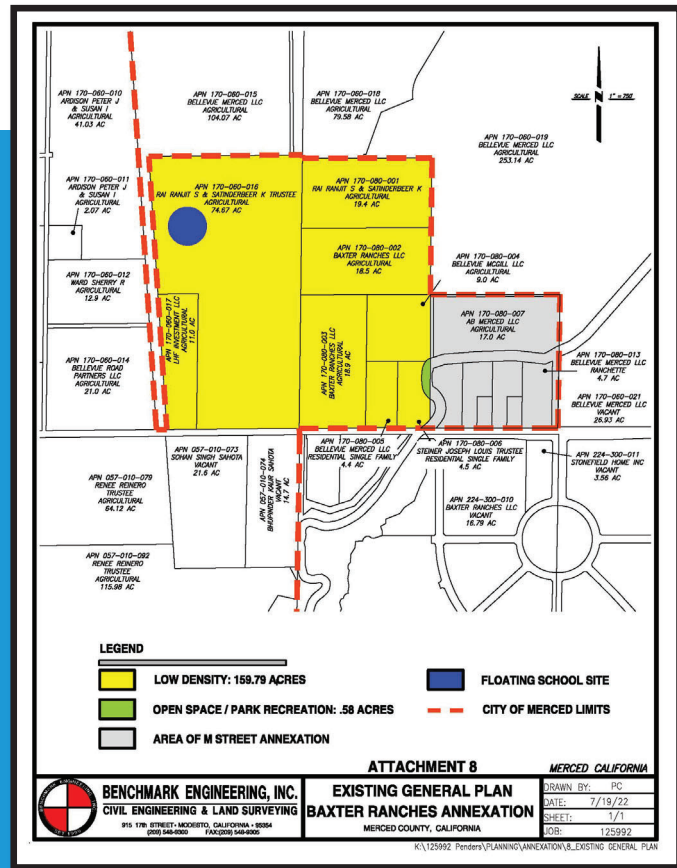 APN 170-060-010
ARDISON PETER J
& SUSAN I
AGRICULTURAL
41.03 AC
APN 170-060-015
BELLEVUE MERCED LLC
AGRICULTURAL
104.07 AC
APN 170-060-018
BELLEVUE MERCED LLC
AGRICULTURAL
79.58 AC
SCALE N 1" = 750'
APN 170-060-019
BELLEVUE MERCED LLC
AGRICULTURAL
253.14 AC
APN 170-060-011
ARDISON PETER J
& SUSAN I
AGRICULTURAL
2.07 AC
APN 170-060-016
RAI RANJIT S & SATINDERBEER K TRUSTEE
AGRICULTURAL
74.67 AC
APN 170-080-001
RAI RANJIT S & SATINDERBEER K
AGRICULTURAL
19.4 AC
APN 170-080-002
BAXTER RANCHES LLC
AGRICULTURAL
18.5 AC
APN 170-080-004
BELLEVUE MCGILL LLC
AGRICULTURAL
9.0 AC
APN 170-060-012
WARD SHERRY R
AGRICULTURAL
12.9 AC
APN 170-060-017
LHF INVESTMENT LLC
AGRICULTURAL
11.0 AC
APN 170-080-003
BAXTER RANCHES LLC
AGRICULTURAL
18.9 AC
APN 170-080-007
AB MERCED LLC
AGRICULTURAL
17.0 AC
APN 170-080-013
BELLEVUE MERCED LLC
RANCHETTE
4.7 AC
APN 170-060-014
BELLEVUE ROAD
PARTNERS LLC
AGRICULTURAL
21.0 AC
APN 170-060-021
BELLEVUE MERCED LLC
VACANT
26.93 AC
APN 057-010-073
SOHAN SINGH SAHOTA
VACANT
21.6 AC
APN 057-010-074
BHUPINDER KAUR SAHOTA
VACANT
14.7 AC
APN 170-080-005
BELLEVUE MERCED LLC
RESIDENTIAL SINGLE FAMILY
4.4 AC
APN 170-080-006
STEINER JOSEPH LOUIS TRUSTEE
RESIDENTIAL SINGLE FAMILY
4.5 AC
APN 224-300-011
STONEFIELD HOME INC
VACANT
3.56 AC
APN 057-010-079
RENEE REINERO
TRUSTEE
AGRICULTURAL
64.12 AC
APN 224-300-010
BAXTER RANCHES LLC
VACANT
16.79 AC
APN 057-010-092
RENEE REINERO
TRUSTEE
AGRICULTURAL
115.98 AC
LEGEND
LOW DENSITY: 159.79 ACRES
FLOATING SCHOOL SITE
OPEN SPACE / PARK RECREATION: .58 ACRES
CITY OF MERCED LIMITS
AREA OF M STREET ANNEXATION
ATTACHMENT 8
MERCED CALIFORNIA
BENCHMARK ENGINEERING, INC.
CIVIL ENGINEERING & LAND SURVEYING
915 17th STREET • MODESTO, CALIFORNIA • 95354
(209) 548-9300 FAX:(209) 548-9305
EXISTING GENERAL PLAN
BAXTER RANCHES ANNEXATION
MERCED COUNTY, CALIFORNIA
DRAWN BY: PC
DATE: 7/19/22
SHEET: 1/1
JOB: 125992
K:\125992 Penders\PLANNING\ANNEXATION\8_EXISTING GENERAL PLAN